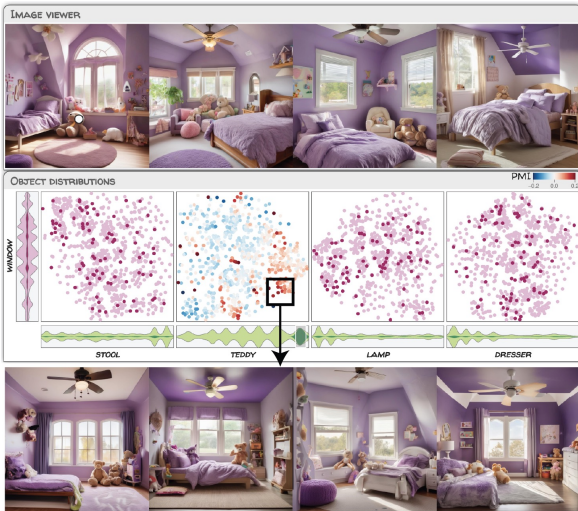 IMAGE VIEWER
OBJECT DISTRIBUTIONS
PMI
-0.2 0.0 0.2
WINDOW
STOOL TEDDY LAMP DRESSER